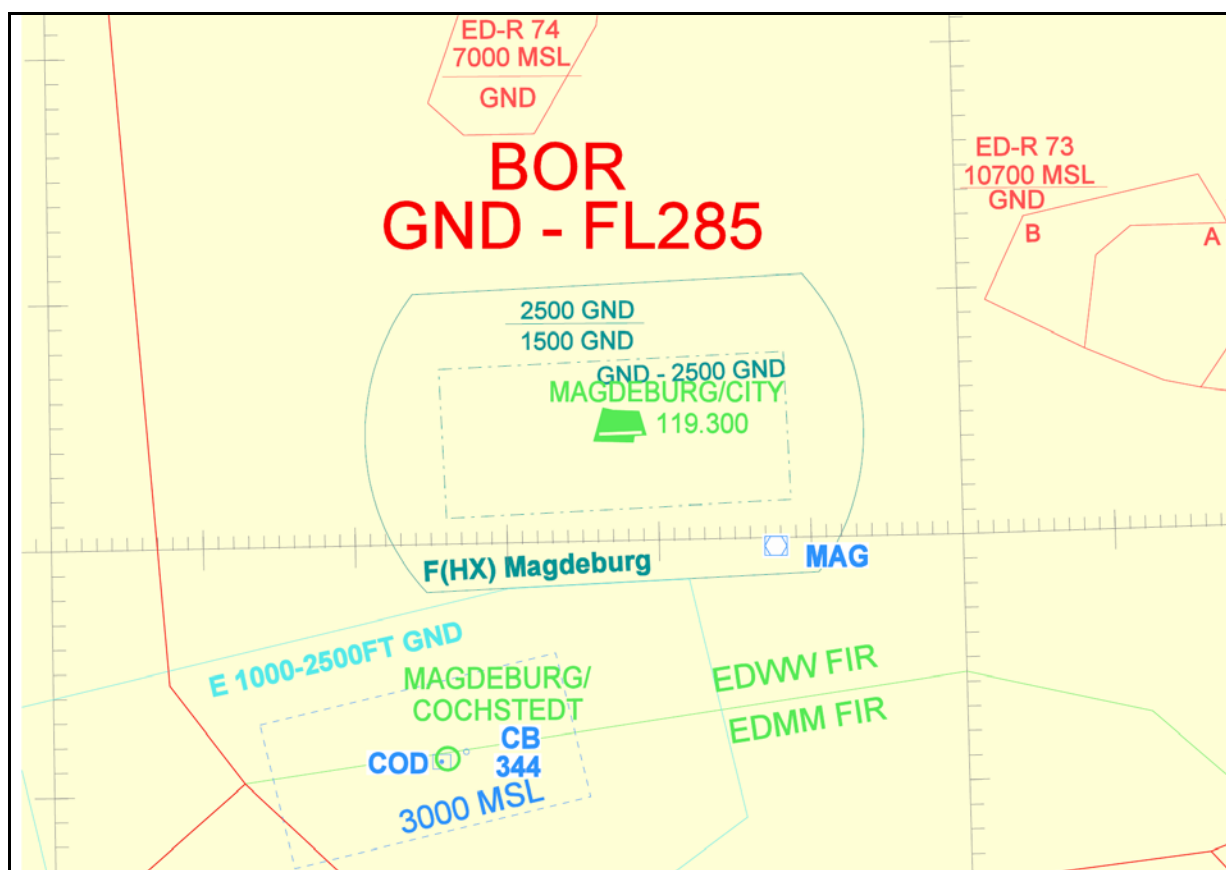 ED-R 74
7000 MSL
GND
BOR
GND - FL285
ED-R 73
10700 MSL
GND
B
A
2500 GND
1500 GND
GND - 2500 GND
MAGDEBURG/CITY
119.300
F(HX) Magdeburg
MAG
E 1000-2500FT GND
MAGDEBURG/
COCHSTEDT
EDWW FIR
EDMM FIR
COD
CB
344
3000 MSL